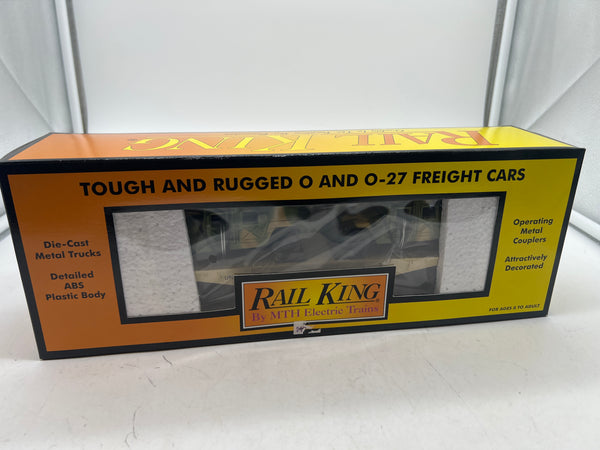 RAIL KING
TOUGH AND RUGGED O AND O-27 FREIGHT CARS
Die-Cast
Metal Trucks
Detailed
ABS
Plastic Body
Operating
Metal
Couplers
Attractively
Decorated
RAIL KING
By MTH Electric Trains
FOR AGES 6 TO ADULT